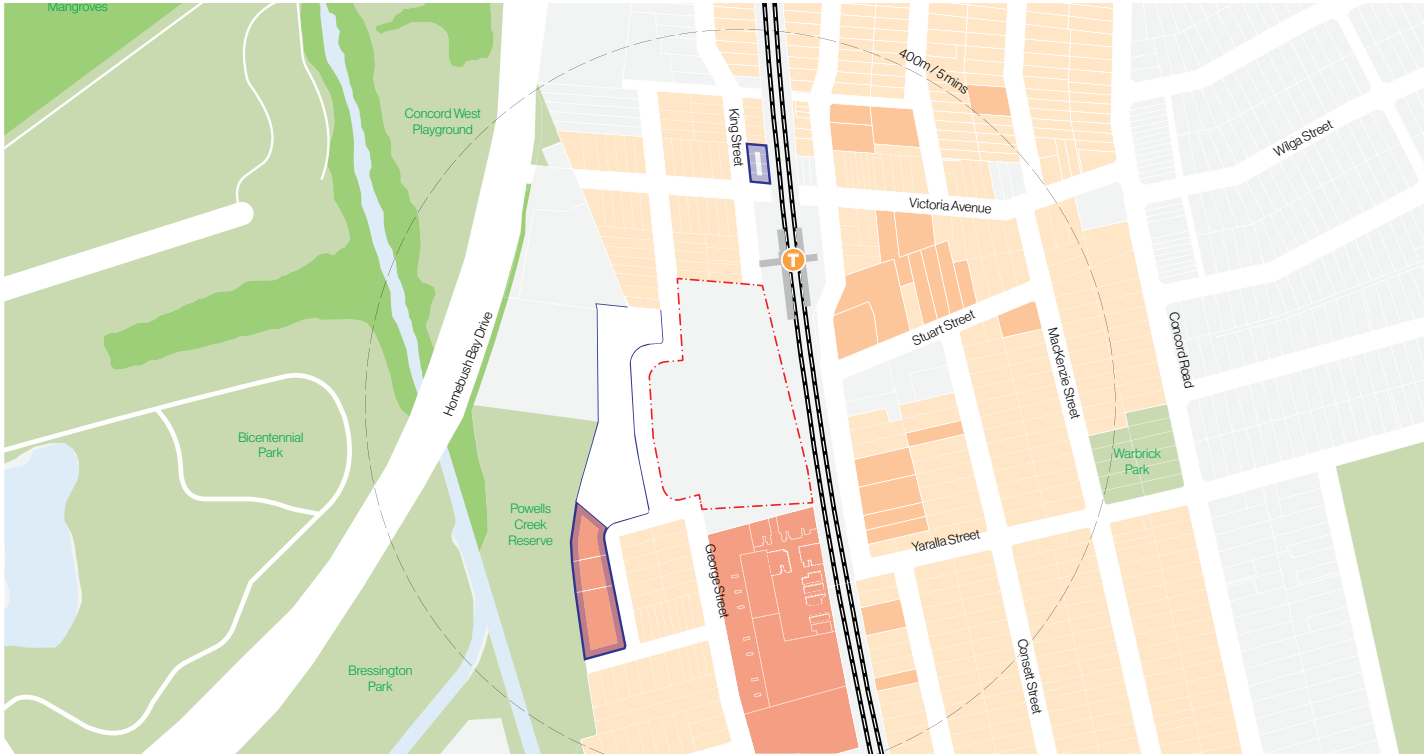 Mangroves
400m / 5 mins
Concord West
Playground
King Street
Wilga Street
Victoria Avenue
T
Homebush Bay Drive
Stuart Street
MacKenzie Street
Concord Road
Bicentennial
Park
Warbrick
Park
Powells
Creek
Reserve
Yaralla Street
George Street
Consett Street
Bressington
Park